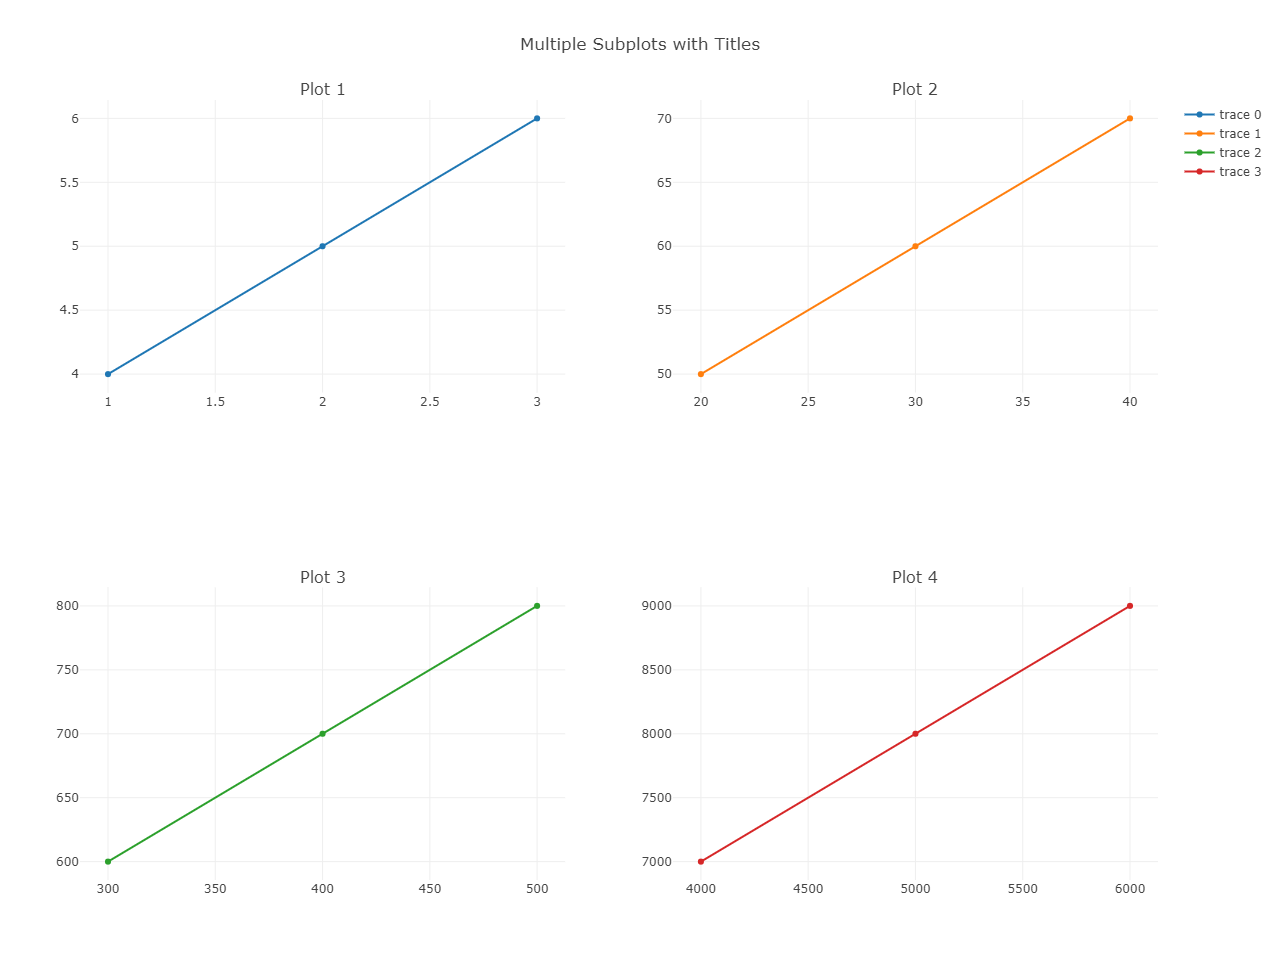 Multiple Subplots with Titles
Plot 1
6
5.5
5
4.5
4
1 1.5 2 2.5 3
Plot 2
70
65
60
55
50
20 25 30 35 40
trace 0
trace 1
trace 2
trace 3
Plot 3
800
750
700
650
600
300 350 400 450 500
Plot 4
9000
8500
8000
7500
7000
4000 4500 5000 5500 6000